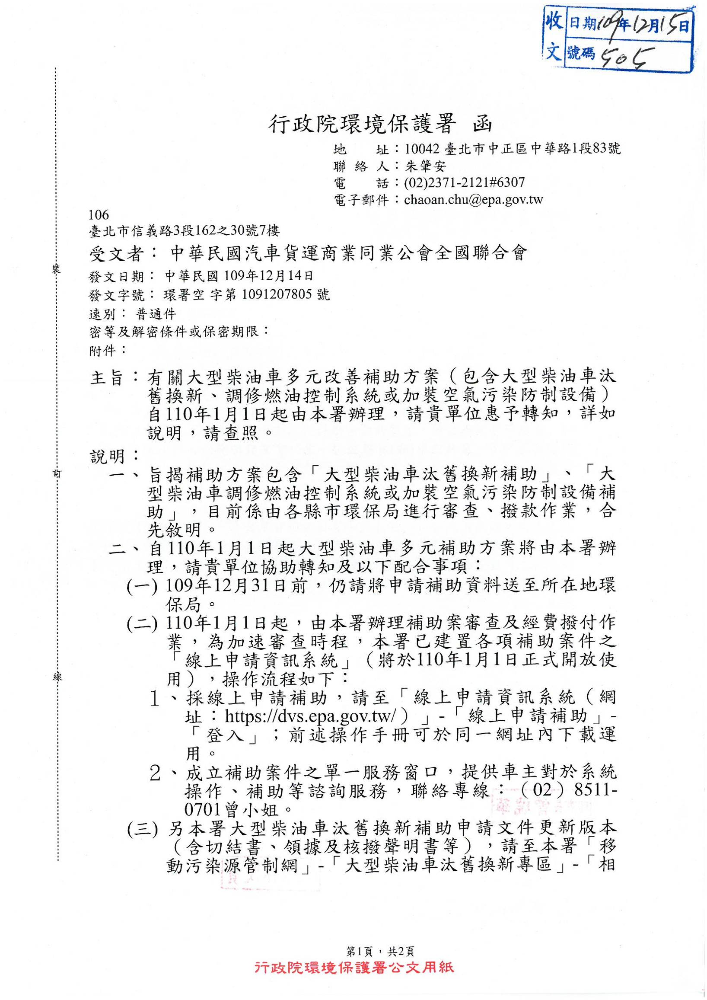 收文
日期109年12月15日
號碼505
行政院環境保護署 函
地　　址：10042 臺北市中正區中華路1段83號
聯 絡 人：朱肇安
電　　話：(02)2371-2121#6307
電子郵件：chaoan.chu@epa.gov.tw
106
臺北市信義路3段162之30號7樓
受文者： 中華民國汽車貨運商業同業公會全國聯合會
發文日期： 中華民國 109年12月14日
發文字號： 環署空 字第 1091207805 號
速別： 普通件
密等及解密條件或保密期限：
附件：
主旨：有關大型柴油車多元改善補助方案（包含大型柴油車汰
舊換新、調修燃油控制系統或加裝空氣污染防制設備）
自110年1月1日起由本署辦理，請貴單位惠予轉知，詳如
說明，請查照。
說明：
一、旨揭補助方案包含「大型柴油車汰舊換新補助」、「大
型柴油車調修燃油控制系統或加裝空氣污染防制設備補
助」，目前係由各縣市環保局進行審查、撥款作業，合
先敘明。
二、自110年1月1日起大型柴油車多元補助方案將由本署辦
理，請貴單位協助轉知及以下配合事項：
(一) 109年12月31日前，仍請將申請補助資料送至所在地環
保局。
(二) 110年1月1日起，由本署辦理補助案審查及經費撥付作
業，為加速審查時程，本署已建置各項補助案件之
「線上申請資訊系統」（將於110年1月1日正式開放使
用），操作流程如下：
1、採線上申請補助，請至「線上申請資訊系統（網
址：https://dvs.epa.gov.tw/）」-「線上申請補助」-
「登入」；前述操作手冊可於同一網址內下載運
用。
2、成立補助案件之單一服務窗口，提供車主對於系統
操作、補助等諮詢服務，聯絡專線：（02）8511-
0701曾小姐。
(三) 另本署大型柴油車汰舊換新補助申請文件更新版本
（含切結書、領據及核撥聲明書等），請至本署「移
動污染源管制網」-「大型柴油車汰舊換新專區」-「相
裝
訂
線
第1頁，共2頁
行政院環境保護署公文用紙